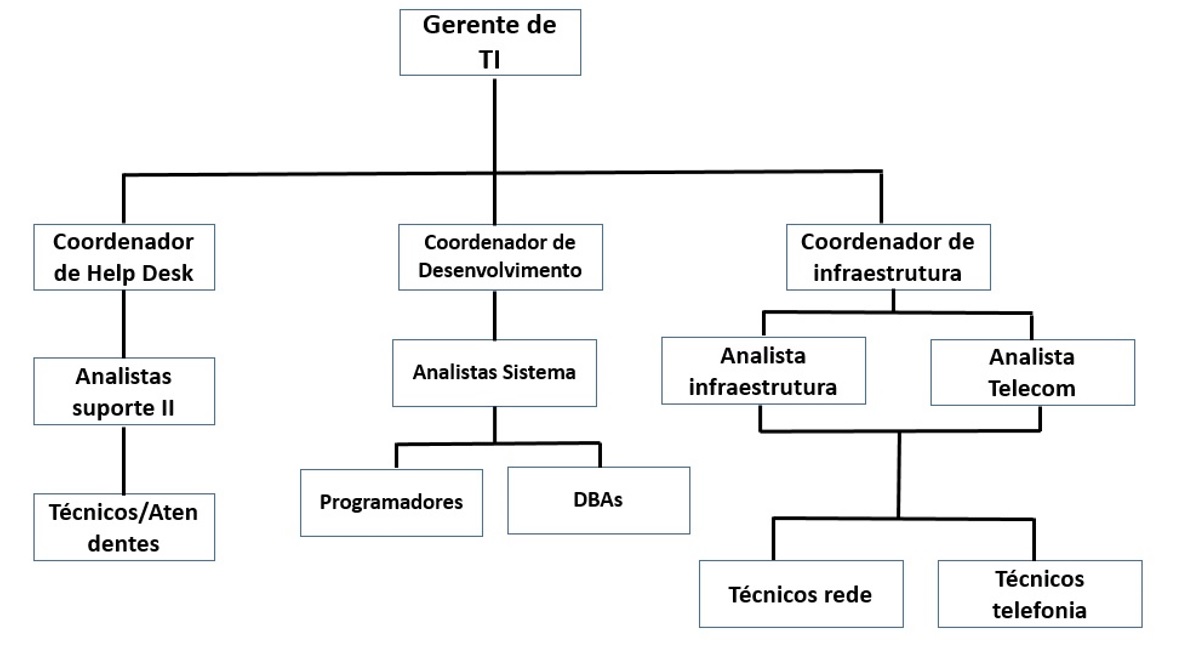 Gerente de
TI
Coordenador
de Help Desk
Coordenador de
Desenvolvimento
Coordenador de
infraestrutura
Analistas
suporte II
Analistas Sistema
Analista
infraestrutura
Analista
Telecom
Técnicos/Aten
dentes
Programadores
DBAs
Técnicos rede
Técnicos
telefonia